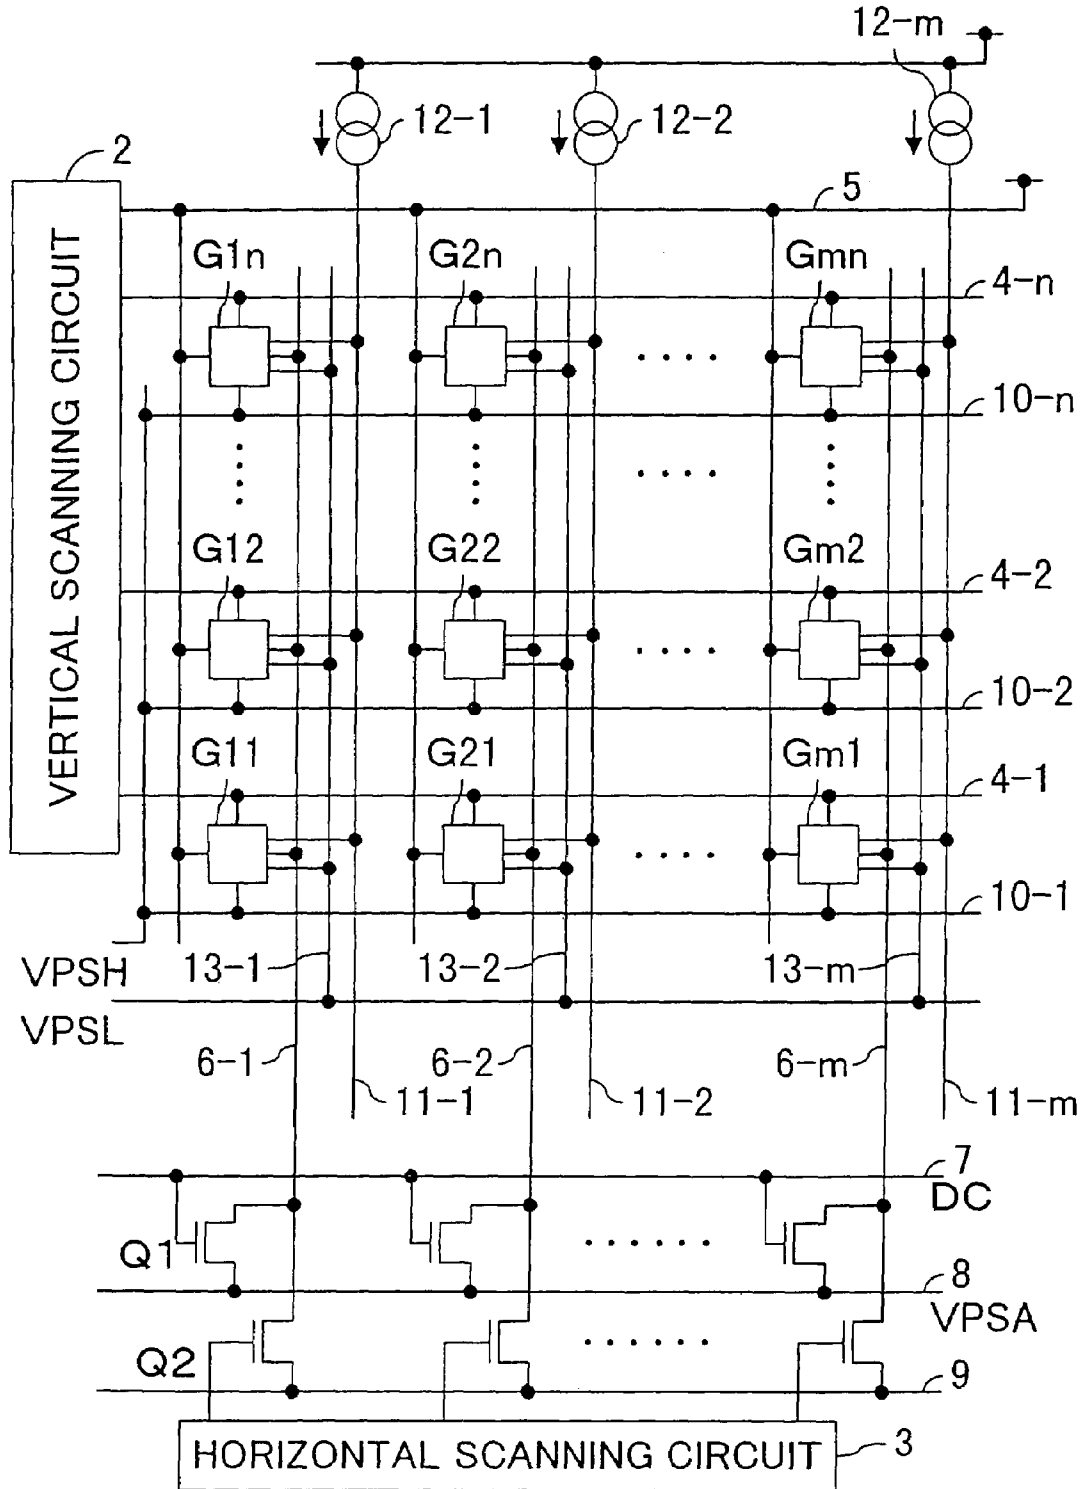 12-m
12-1
12-2
2
5
VERTICAL SCANNING CIRCUIT
G1n
G2n
Gmn
4-n
10-n
G12
G22
Gm2
4-2
10-2
G11
G21
Gm1
4-1
10-1
VPSH
13-1
13-2
13-m
VPSL
6-1
6-2
6-m
11-1
11-2
11-m
7
DC
Q1
8
VPSA
Q2
9
HORIZONTAL SCANNING CIRCUIT
3